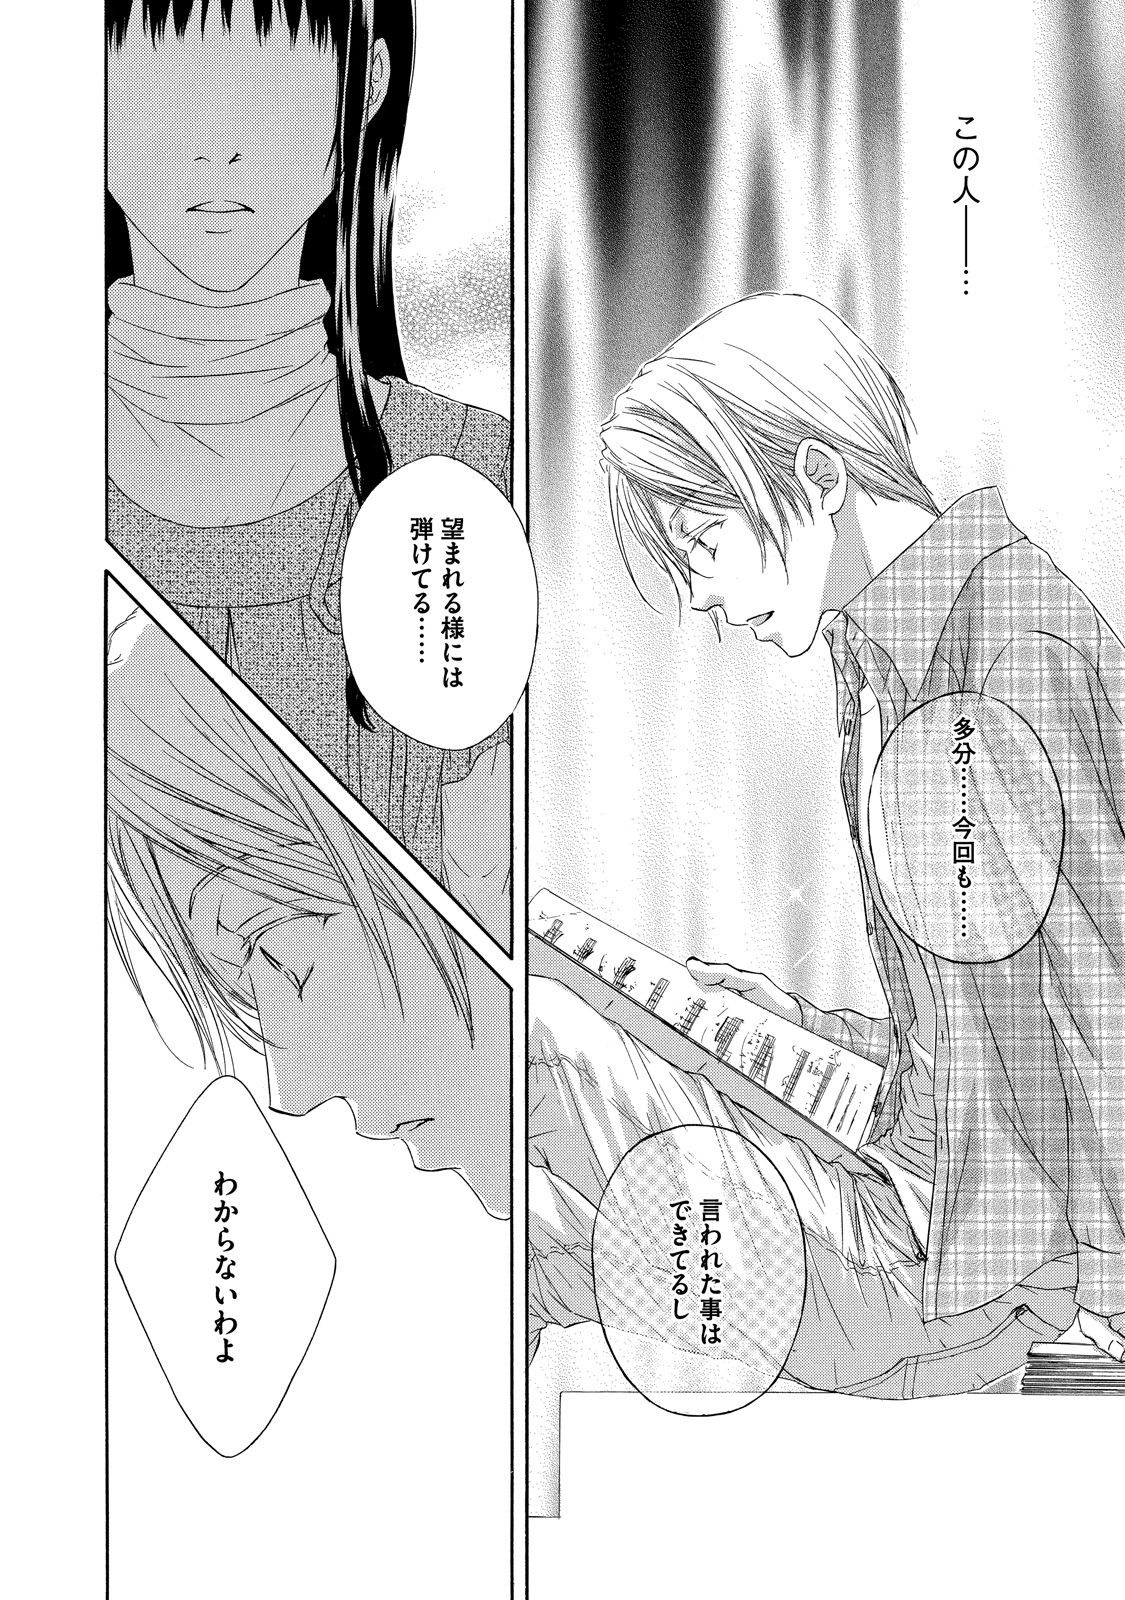 この人――…
多分……今回も……
言われた事は
できてるし
望まれる様には
弾けてる……
わからないわよ